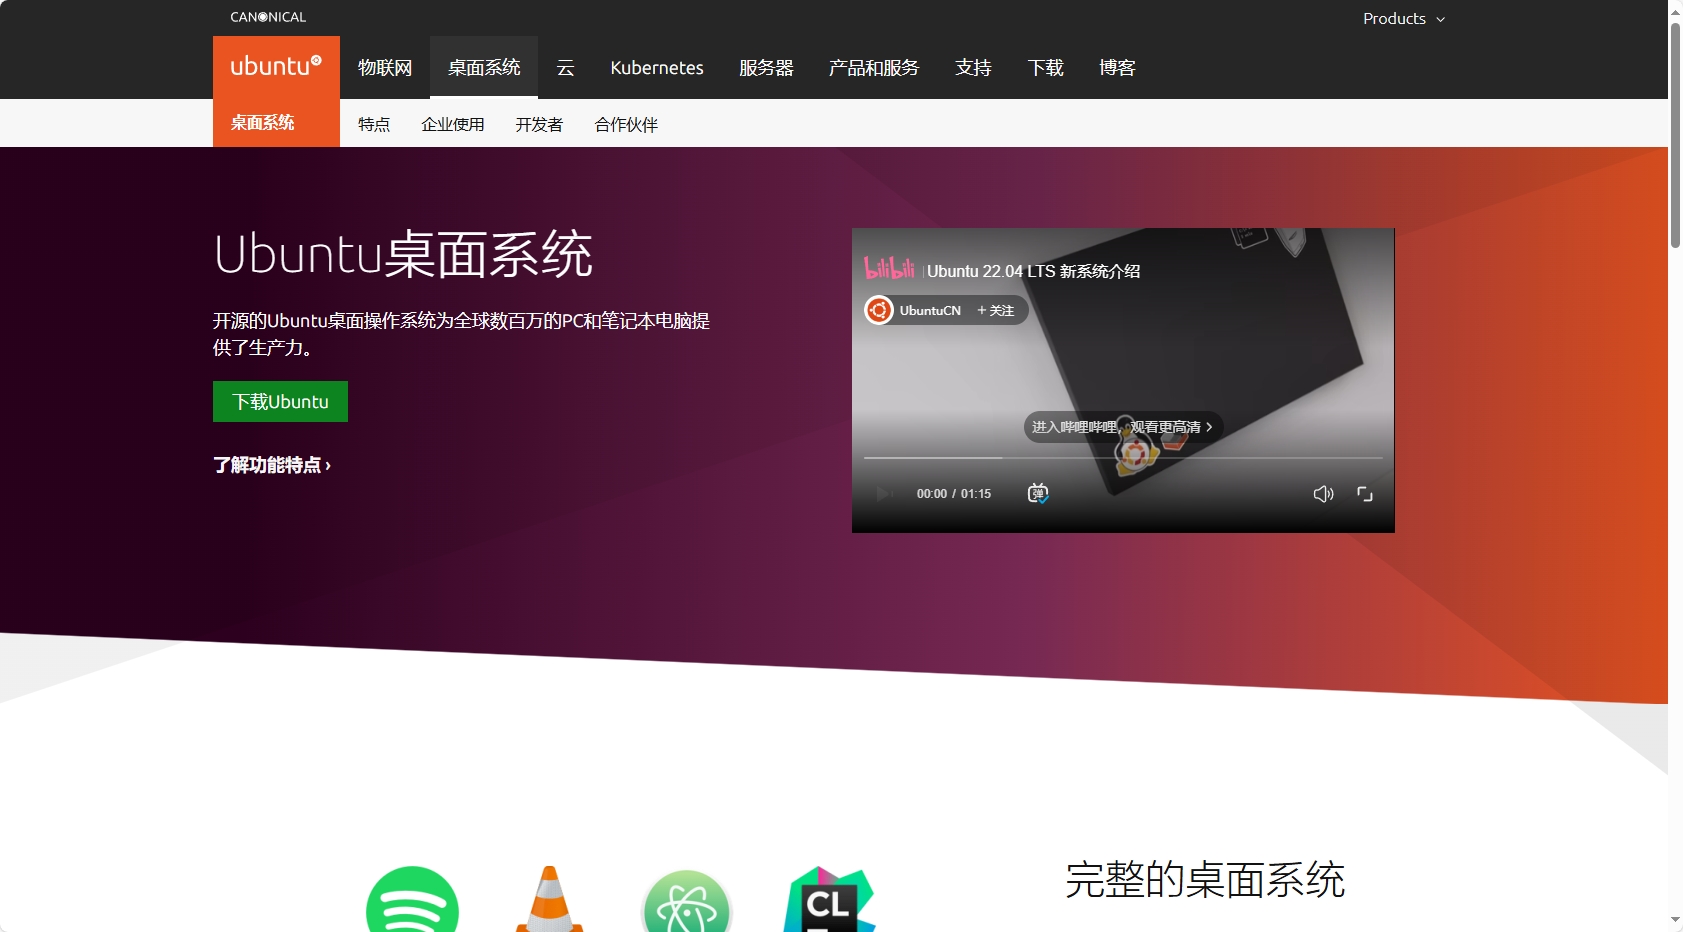 CANONICAL
Products
ubuntu
物联网
桌面系统
云
Kubernetes
服务器
产品和服务
支持
下载
博客
桌面系统
特点
企业使用
开发者
合作伙伴
Ubuntu桌面系统
开源的Ubuntu桌面操作系统为全球数百万的PC和笔记本电脑提
供了生产力。
下载Ubuntu
了解功能特点 ›
bilibili
Ubuntu 22.04 LTS 新系统介绍
UbuntuCN
+ 关注
进入哔哩哔哩，观看更高清 >
00:00 / 01:15
弹
完整的桌面系统
CL